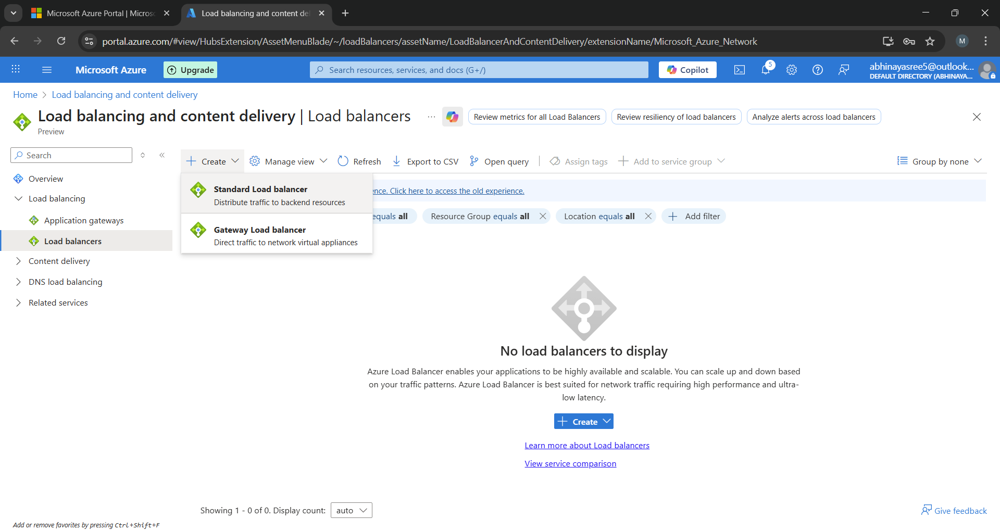 Microsoft Azure Portal | Micros
Load balancing and content de
portal.azure.com/#view/HubsExtension/AssetMenuBlade/~/loadBalancers/assetName/LoadBalancerAndContentDelivery/extensionName/Microsoft_Azure_Network
M
Microsoft Azure
Upgrade
Search resources, services, and docs (G+/)
Copilot
5
abhinayasree5@outlook...
DEFAULT DIRECTORY (ABHINAYA...
Home > Load balancing and content delivery
Load balancing and content delivery | Load balancers
...
Review metrics for all Load Balancers
Review resiliency of load balancers
Analyze alerts across load balancers
Preview
Search
Create
Manage view
Refresh
Export to CSV
Open query
Assign tags
Add to service group
Group by none
Overview
Load balancing
Application gateways
Load balancers
Content delivery
DNS load balancing
Related services
Standard Load balancer
Distribute traffic to backend resources
Gateway Load balancer
Direct traffic to network virtual appliances
nce. Click here to access the old experience.
equals all
Resource Group equals all
Location equals all
Add filter
No load balancers to display
Azure Load Balancer enables your applications to be highly available and scalable. You can scale up and down based
on your traffic patterns. Azure Load Balancer is best suited for network traffic requiring high performance and ultra-
low latency.
Create
Learn more about Load balancers
View service comparison
Showing 1 - 0 of 0. Display count:
auto
Give feedback
Add or remove favorites by pressing Ctrl+Shift+F